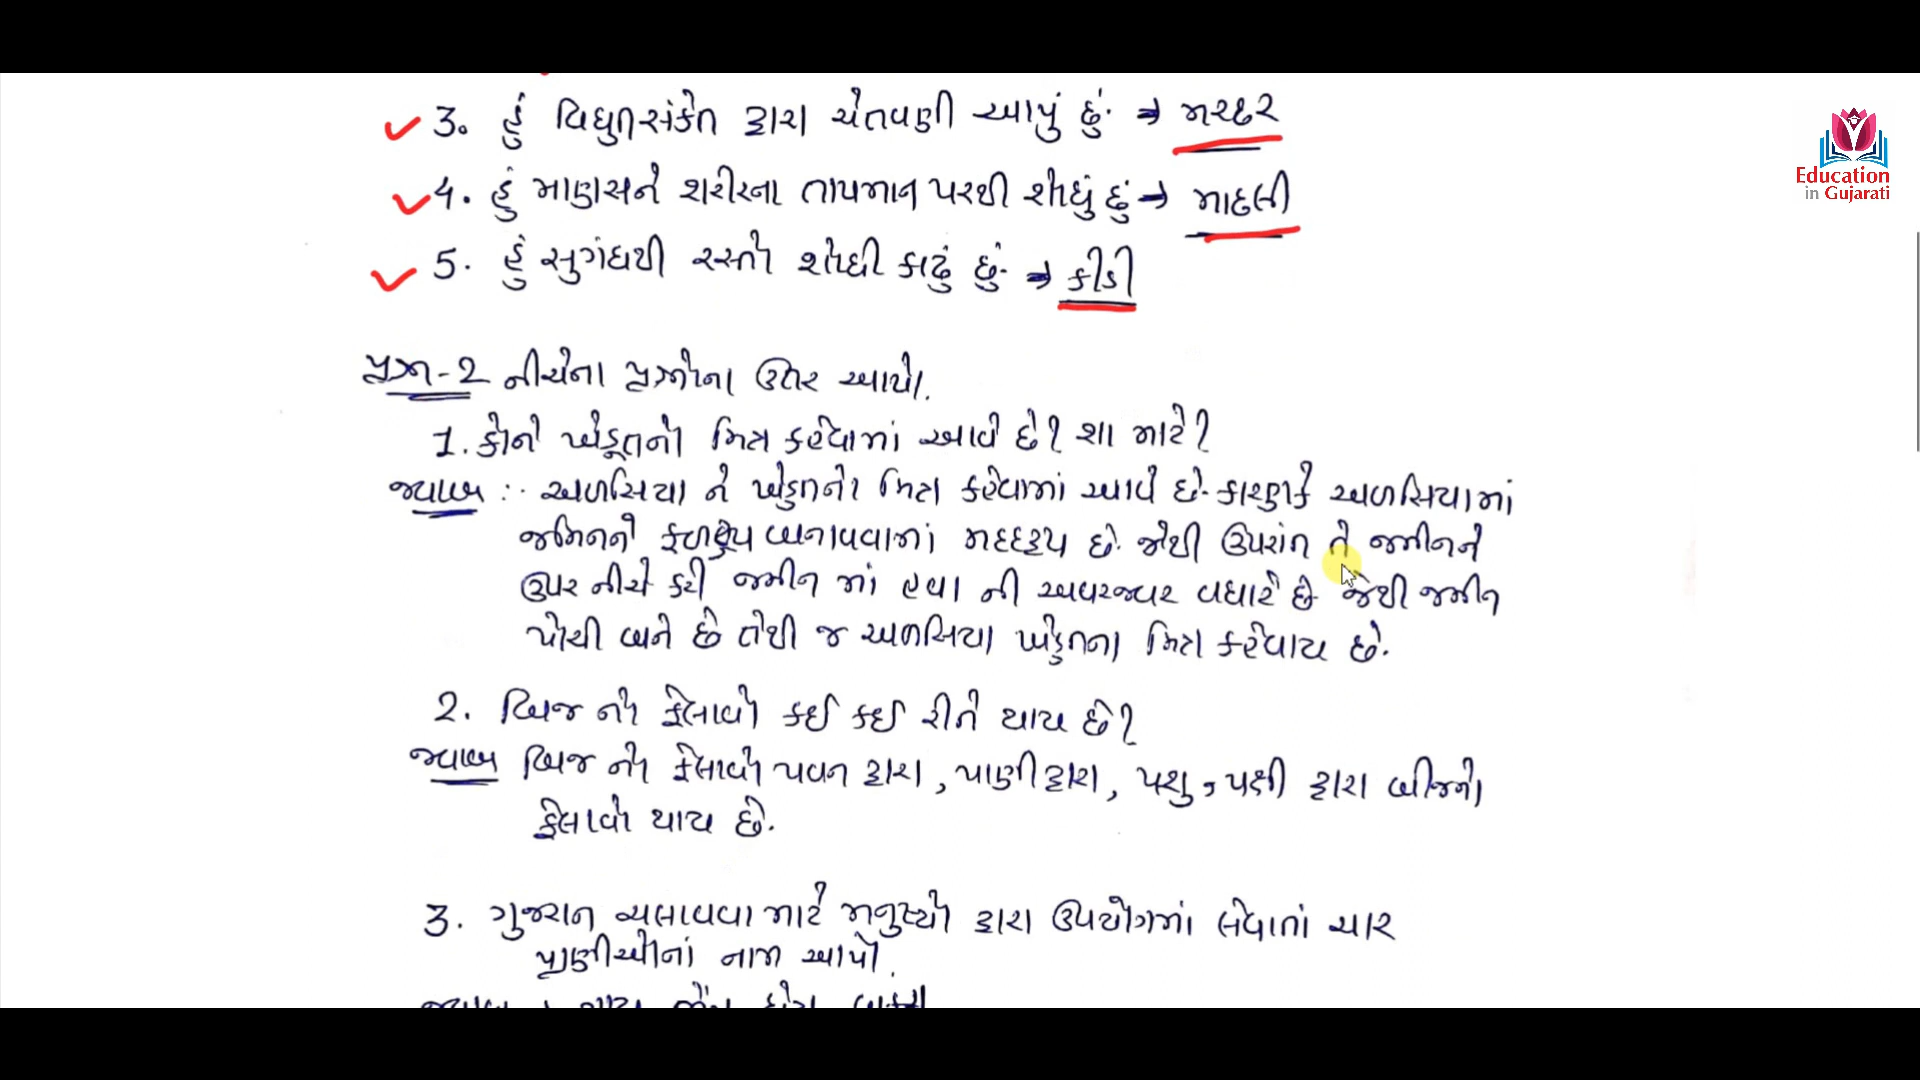 3. હું વિધુતસંકેત દ્વારા ચેતવણી આપું છું. → મચ્છર
4. હું માણસને શરીરના તાપમાન પરથી શોધું છું → માછલી
5. હું સુગંધથી રસ્તો શોધી કાઢું છું. → કીડી
Education
in Gujarati
પ્રશ્ન-2 નીચેના પ્રશ્નોના ઉત્તર આપો.
1. કોને ખેડૂતનો મિત્ર કહેવામાં આવે છે? શા માટે?
જવાબ :- અળસિયા ને ખેડુતનો મિત્ર કહેવામાં આવે છે. કારણકે અળસિયામાં
જમિનને ફળદ્રુપ બનાવવામાં મદદરૂપ છે. જેથી ઉપરાંત તે જમીનને
ઉપર નીચે કરી જમીન માં હવા ની અવરજવર વધારે છે જેથી જમીન
પોચી બને છે તેથી જ અળસિયા ખેડુતના મિત્ર કહેવાય છે.
2. બિજ નો ફેલાવો કઈ કઈ રીતે થાય છે?
જવાબ બિજ નો ફેલાવો પવન દ્વારા, પાણી દ્વારા, પશુ, પક્ષી દ્વારા બીજનો
ફેલાવો થાય છે.
3. ગુજરાન ચલાવવા માટે મનુષ્યો દ્વારા ઉપયોગમાં લેવાતાં ચાર
પ્રાણીઓનાં નામ આપો.